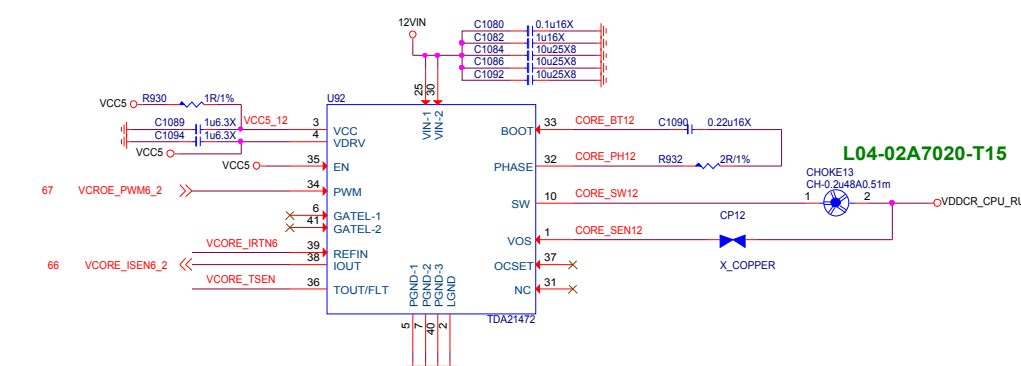 12VIN
C1080 0.1u16X
C1082 1u16X
C1084 10u25X8
C1086 10u25X8
C1092 10u25X8
25
30
VIN-1
VIN-2
U92
VCC5 R930 1R/1% VCC5_12
C1089 1u6.3X
C1094 1u6.3X
VCC5
3 VCC
4 VDRV
VCC5 35 EN
67 VCROE_PWM6_2 34 PWM
6 GATEL-1
41 GATEL-2
VCORE_IRTN6 39 REFIN
66 VCORE_ISEN6_2 38 IOUT
VCORE_TSEN 36 TOUT/FLT
BOOT 33 CORE_BT12 C1090 0.22u16X
PHASE 32 CORE_PH12 R932 2R/1%
L04-02A7020-T15
CHOKE13
CH-0.2u48A0.51m
SW 10 CORE_SW12 1 2 VDDCR_CPU_RU
CP12
VOS 1 CORE_SEN12
X_COPPER
OCSET 37
NC 31
PGND-1
PGND-2
PGND-3
LGND
TDA21472
5
7
40
2